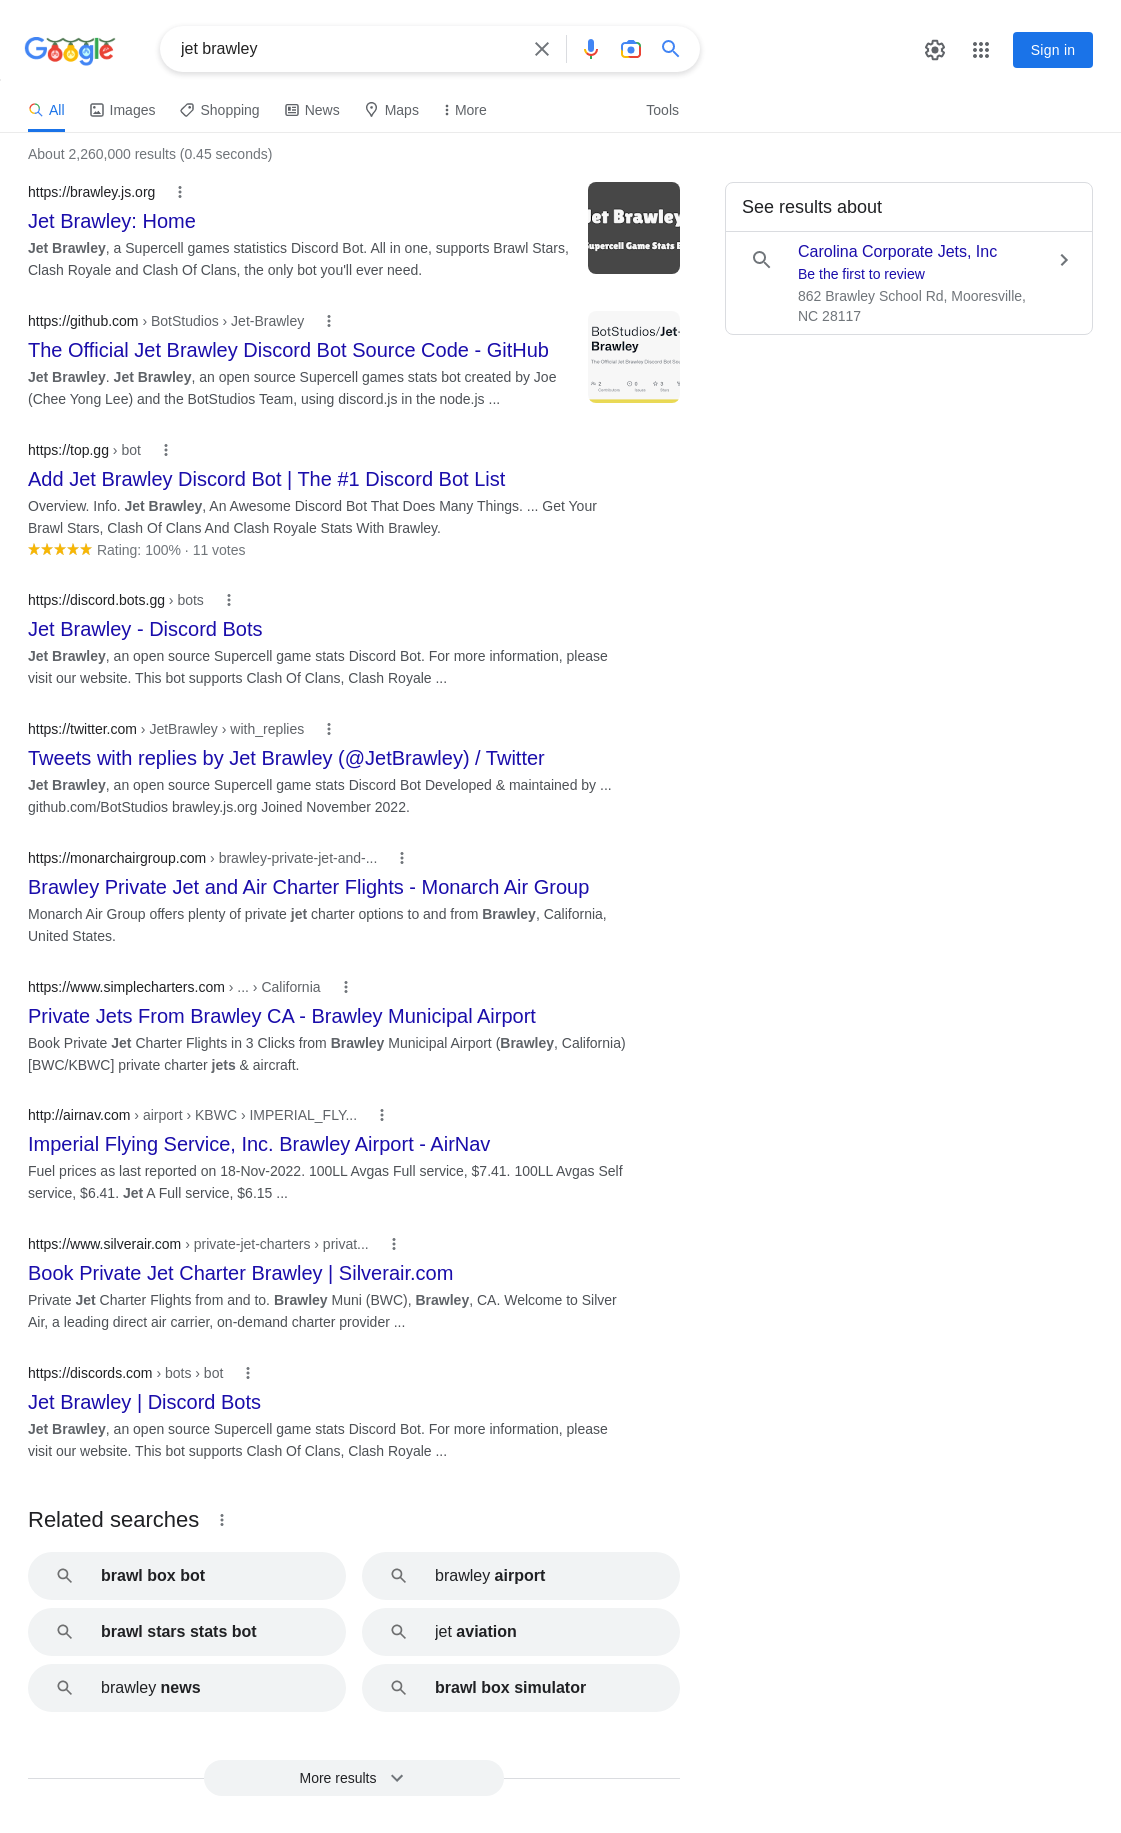 Google
jet brawley
Sign in
All
Images
Shopping
News
Maps
More
Tools
About 2,260,000 results (0.45 seconds)
https://brawley.js.org
Jet Brawley: Home
Jet Brawley, a Supercell games statistics Discord Bot. All in one, supports Brawl Stars,
Clash Royale and Clash Of Clans, the only bot you'll ever need.
Jet Brawley
Supercell Game Stats
https://github.com › BotStudios › Jet-Brawley
The Official Jet Brawley Discord Bot Source Code - GitHub
Jet Brawley. Jet Brawley, an open source Supercell games stats bot created by Joe
(Chee Yong Lee) and the BotStudios Team, using discord.js in the node.js ...
BotStudios/Jet-
Brawley
The Official Jet Brawley Discord Bot
https://top.gg › bot
Add Jet Brawley Discord Bot | The #1 Discord Bot List
Overview. Info. Jet Brawley, An Awesome Discord Bot That Does Many Things. ... Get Your
Brawl Stars, Clash Of Clans And Clash Royale Stats With Brawley.
Rating: 100% · 11 votes
https://discord.bots.gg › bots
Jet Brawley - Discord Bots
Jet Brawley, an open source Supercell game stats Discord Bot. For more information, please
visit our website. This bot supports Clash Of Clans, Clash Royale ...
https://twitter.com › JetBrawley › with_replies
Tweets with replies by Jet Brawley (@JetBrawley) / Twitter
Jet Brawley, an open source Supercell game stats Discord Bot Developed & maintained by ...
github.com/BotStudios brawley.js.org Joined November 2022.
https://monarchairgroup.com › brawley-private-jet-and-...
Brawley Private Jet and Air Charter Flights - Monarch Air Group
Monarch Air Group offers plenty of private jet charter options to and from Brawley, California,
United States.
https://www.simplecharters.com › ... › California
Private Jets From Brawley CA - Brawley Municipal Airport
Book Private Jet Charter Flights in 3 Clicks from Brawley Municipal Airport (Brawley, California)
[BWC/KBWC] private charter jets & aircraft.
http://airnav.com › airport › KBWC › IMPERIAL_FLY...
Imperial Flying Service, Inc. Brawley Airport - AirNav
Fuel prices as last reported on 18-Nov-2022. 100LL Avgas Full service, $7.41. 100LL Avgas Self
service, $6.41. Jet A Full service, $6.15 ...
https://www.silverair.com › private-jet-charters › privat...
Book Private Jet Charter Brawley | Silverair.com
Private Jet Charter Flights from and to. Brawley Muni (BWC), Brawley, CA. Welcome to Silver
Air, a leading direct air carrier, on-demand charter provider ...
https://discords.com › bots › bot
Jet Brawley | Discord Bots
Jet Brawley, an open source Supercell game stats Discord Bot. For more information, please
visit our website. This bot supports Clash Of Clans, Clash Royale ...
Related searches
brawl box bot
brawley airport
brawl stars stats bot
jet aviation
brawley news
brawl box simulator
More results
See results about
Carolina Corporate Jets, Inc
Be the first to review
862 Brawley School Rd, Mooresville,
NC 28117